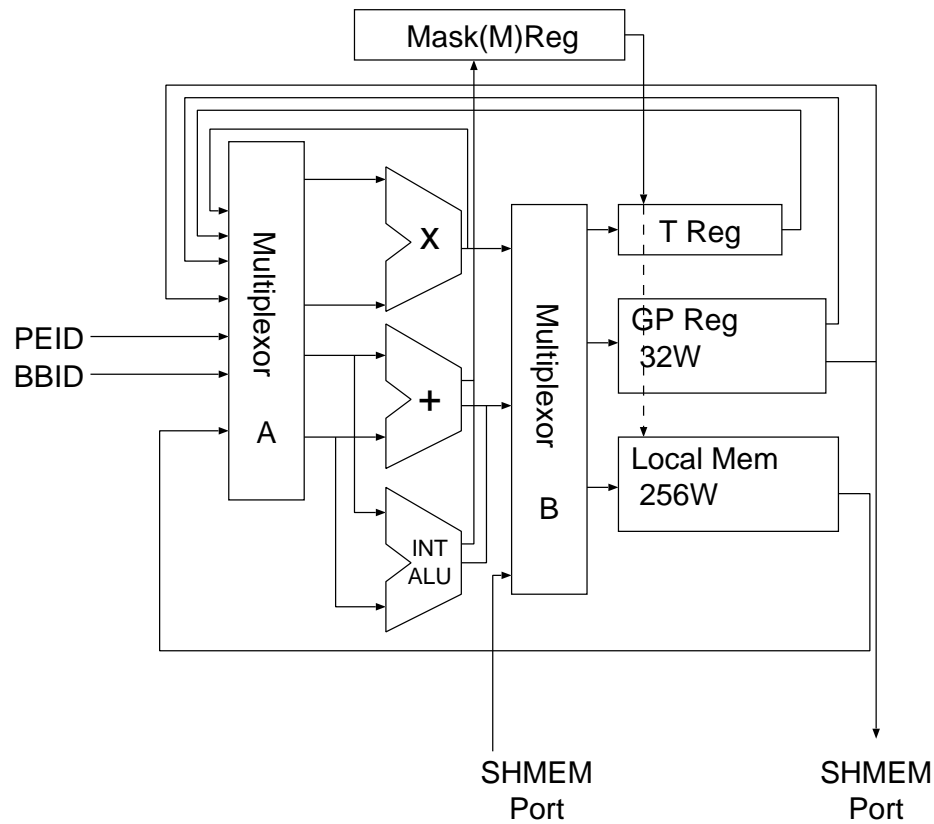 Mask(M)Reg
Multiplexor
A
X
+
INT
ALU
Multiplexor
B
T Reg
GP Reg
32W
Local Mem
256W
PEID
BBID
SHMEM
Port
SHMEM
Port